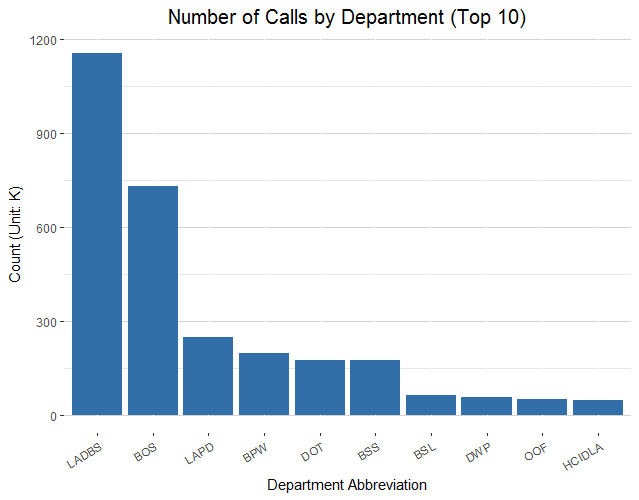 Number of Calls by Department (Top 10)
1200
900
600
300
0
Count (Unit: K)
LADBS
BOS
LAPD
BPW
DOT
BSS
BSL
DWP
OOF
HCIDLA
Department Abbreviation